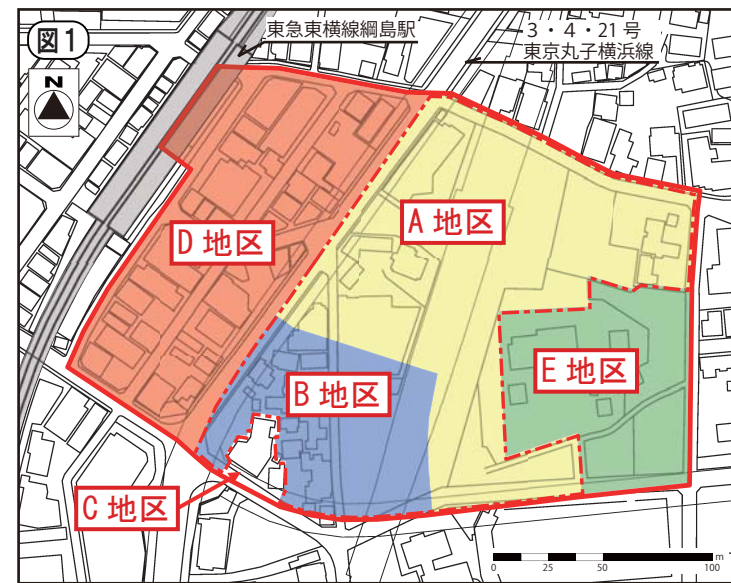 図1
東急東横線綱島駅
3・4・21号
東京丸子横浜線
N
A 地区
D 地区
E 地区
B 地区
C 地区
0 25 50 100 m